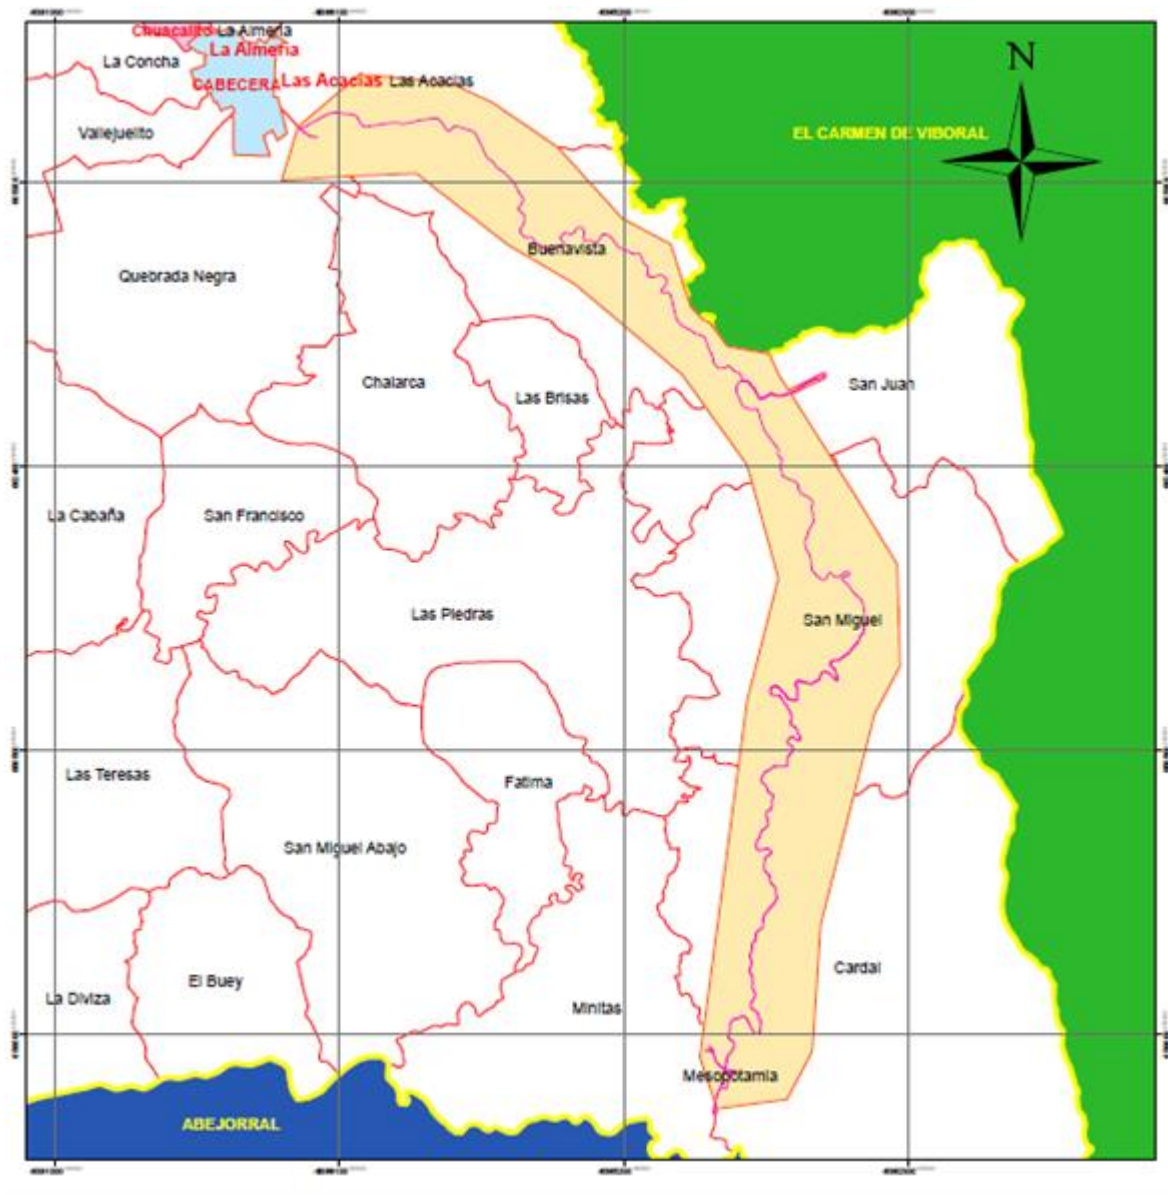 Chuscalito La Almeria
La Almeria
La Concha
CABECERA Las Acacias Las Acacias
N
Vallejuelito
EL CARMEN DE VIBORAL
Buenavista
Quebrada Negra
Chalarca
San Juan
Las Brisas
La Cabaña
San Francisco
Las Piedras
San Miguel
Las Teresas
Fatima
San Miguel Abajo
Cardal
El Buey
La Diviza
Minitas
Mesopotamia
ABEJORRAL